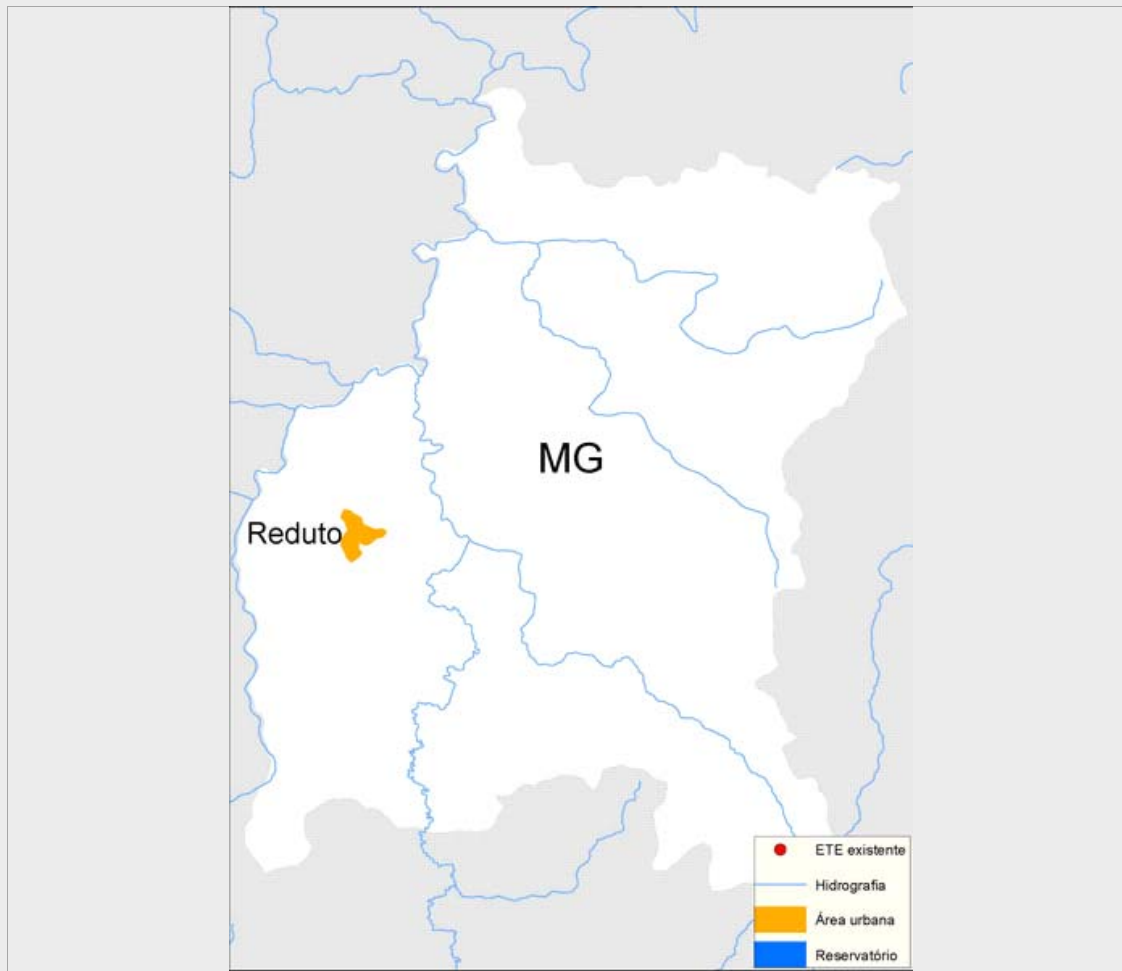 MG
Reduto
ETE existente
Hidrografia
Área urbana
Reservatório